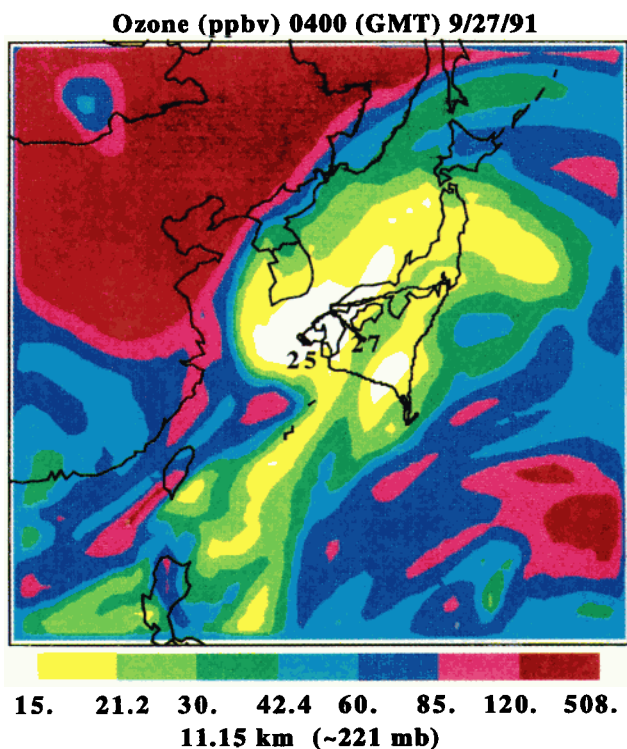 Ozone (ppbv) 0400 (GMT) 9/27/91
25 27
15. 21.2 30. 42.4 60. 85. 120. 508.
11.15 km (~221 mb)